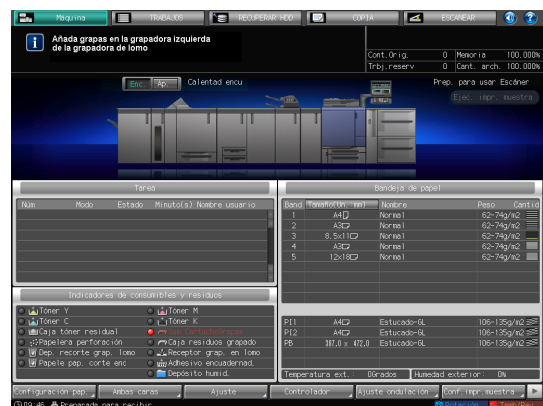 Máquina TRABAJOS RECUPERAR HDD COPIA ESCANEAR
Añada grapas en la grapadora izquierda
de la grapadora de lomo
Cont.Orig. 0 Memoria 100.000%
Trbj.reserv 0 Cant. arch. 100.000%
Enc. Ap. Calentad encu Prep. para usar Escáner
Ejec. impr. muestra
Tarea
Núm Modo Estado Minuto(s) Nombre usuario
Bandeja de papel
Band Tamaño(Un. mm) Nombre Peso Cantid
1 A4 Normal 62-74g/m2
2 A3 Normal 62-74g/m2
3 8.5x11 Normal 62-74g/m2
4 A3 Normal 62-74g/m2
5 12x18 Normal 62-74g/m2
PI1 A4 Estucado-GL 106-135g/m2
PI2 A4 Estucado-GL 106-135g/m2
PB 387,0 x 472,0 Estucado-GL 106-135g/m2
Temperatura ext. : 0Grados Humedad exterior: 0%
Indicadores de consumibles y residuos
Tóner Y Tóner M
Tóner C Tóner K
Caja tóner residual CartuchoGrapas
Papelera perforación Caja residuos grapado
Dep. recorte grap. lomo Receptor grap. en lomo
Papele pap. corte enc Adhesivo encuadernad.
Depósito humid.
Configuración pap. Ambas caras Ajuste Controlador Ajuste ondulación Conf impr.muestra
09:46 Preparada para recibir
Rotación Temp/Rev